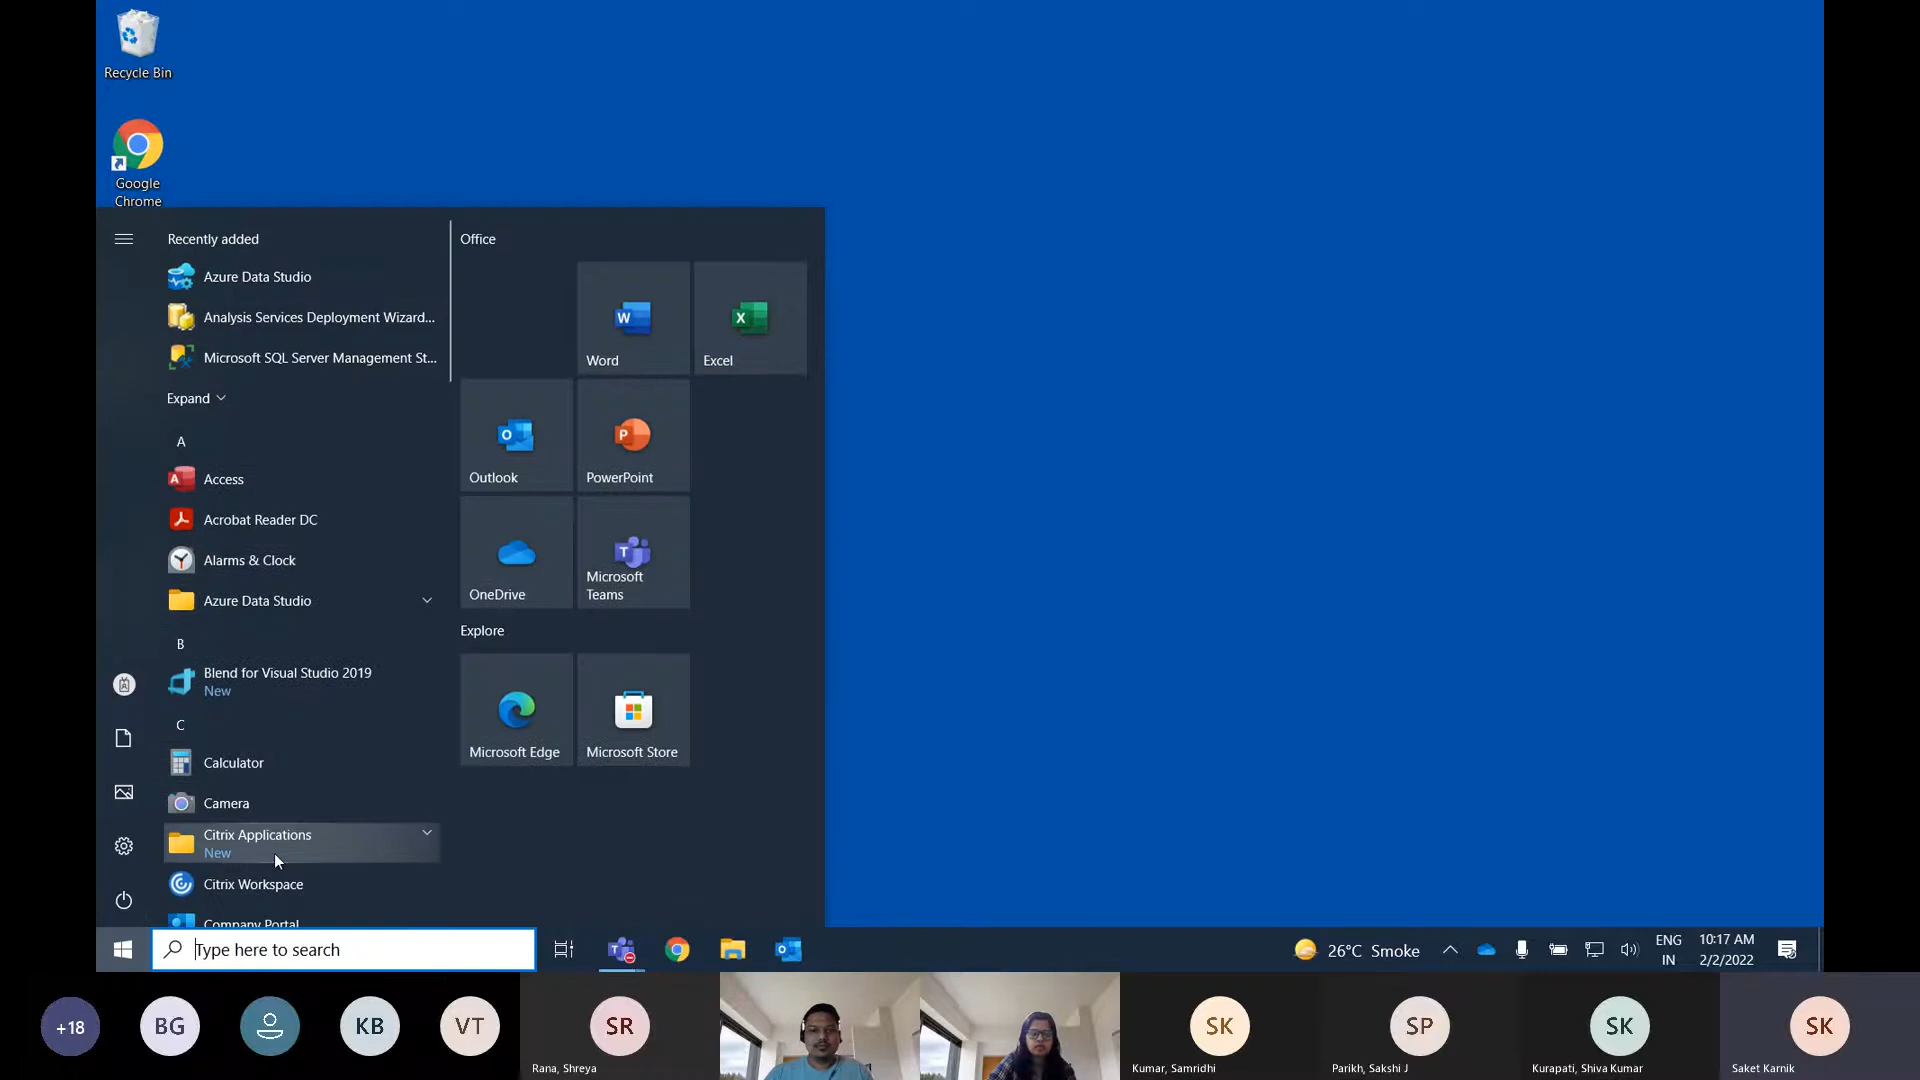 Recycle Bin
Google
Chrome
Recently added
Azure Data Studio
Analysis Services Deployment Wizard...
Microsoft SQL Server Management St...
Expand
A
Access
Acrobat Reader DC
Alarms & Clock
Azure Data Studio
B
Blend for Visual Studio 2019
New
C
Calculator
Camera
Citrix Applications
New
Citrix Workspace
Company Portal
Office
W
Word
X
Excel
O
Outlook
P
PowerPoint
OneDrive
T
Microsoft
Teams
Explore
Microsoft Edge
Microsoft Store
Type here to search
26°C Smoke
ENG
IN
10:17 AM
2/2/2022
+18
BG
KB
VT
SR
Rana, Shreya
SK
Kumar, Samridhi
SP
Parikh, Sakshi J
SK
Kurapati, Shiva Kumar
SK
Saket Karnik